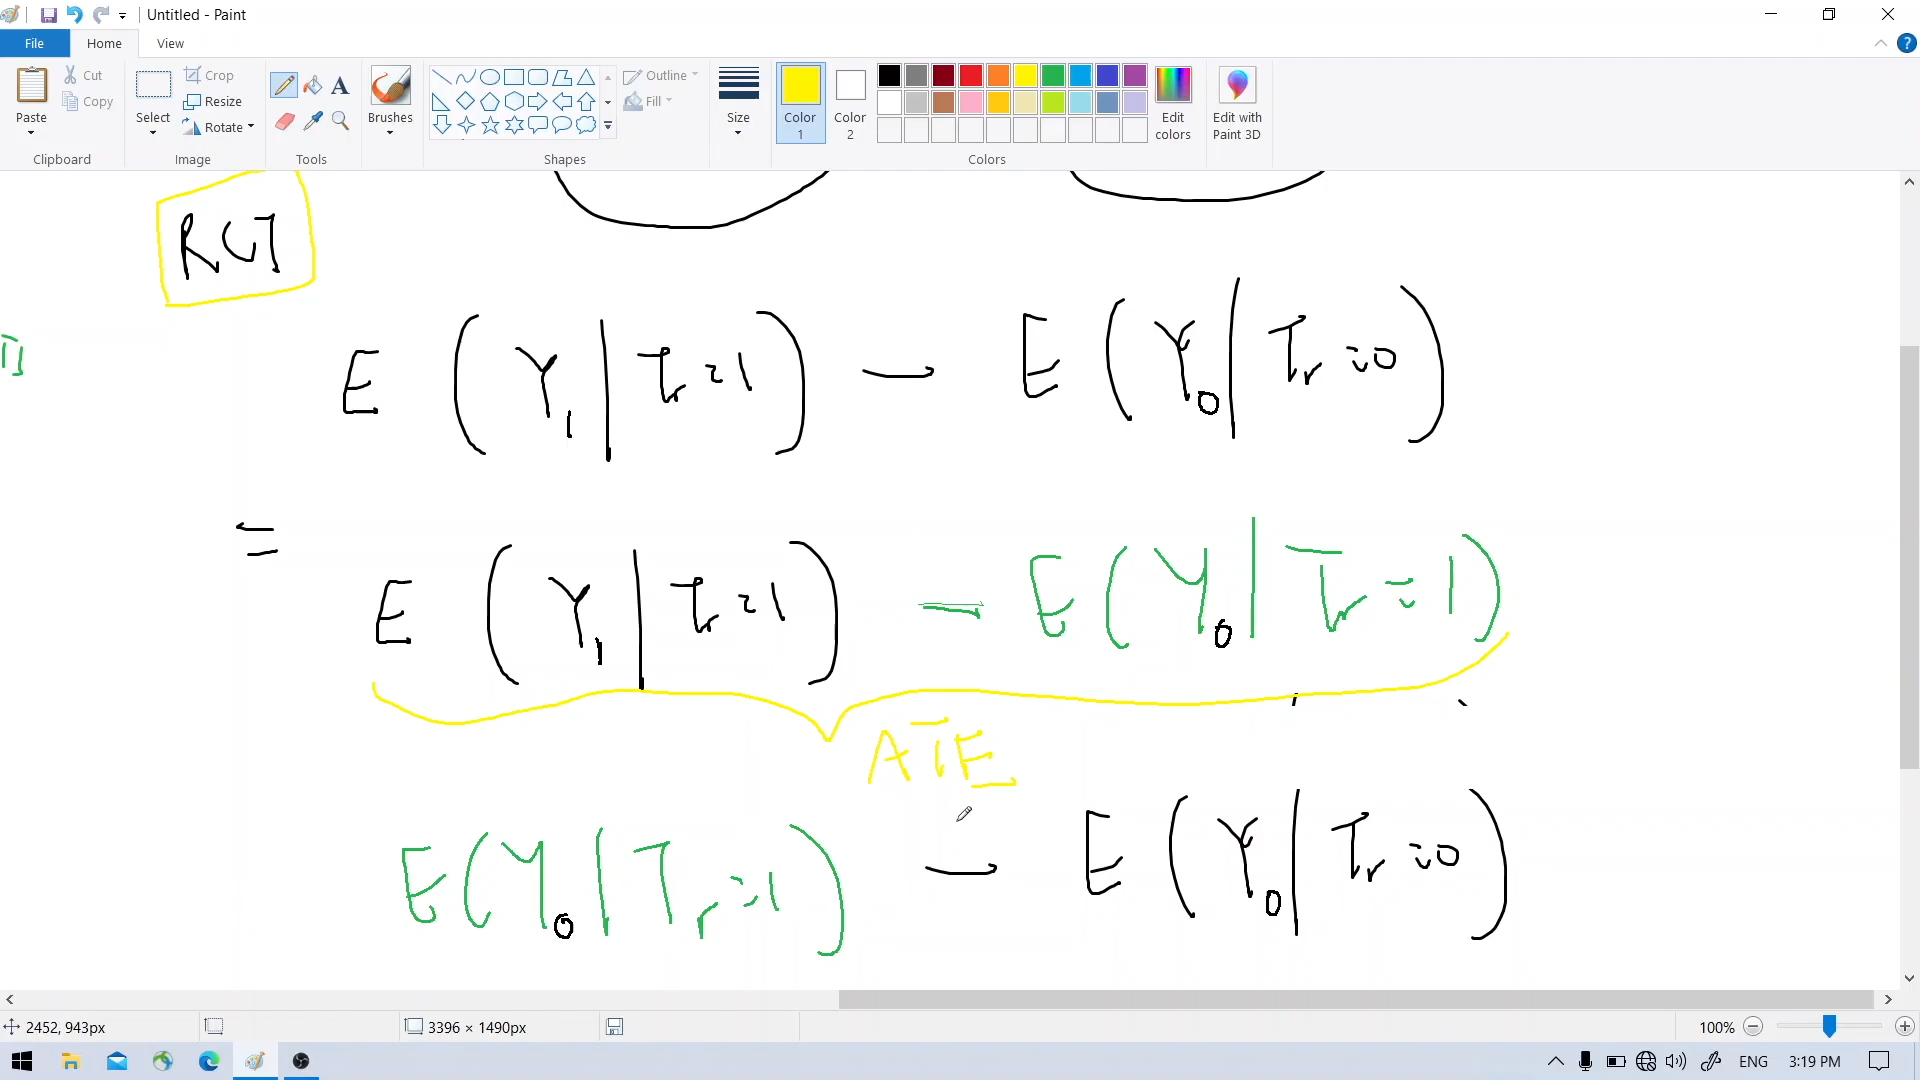 Untitled - Paint
File Home View
Paste
Cut
Copy
Clipboard
Select
Crop
Resize
Rotate
Image
Tools
Brushes
Shapes
Outline
Fill
Size
Color 1
Color 2
Colors
Edit colors
Edit with Paint 3D
RCT
E ( Y₁ | Tr = 1 ) — E ( Y₀ | Tr = 0 )
=
E ( Y₁ | Tr = 1 ) — E ( Y₀ | Tr = 1 )
ATE
E ( Y₀ | Tr = 1 ) — E ( Y₀ | Tr = 0 )
2452, 943px
3396 × 1490px
100%
ENG
3:19 PM